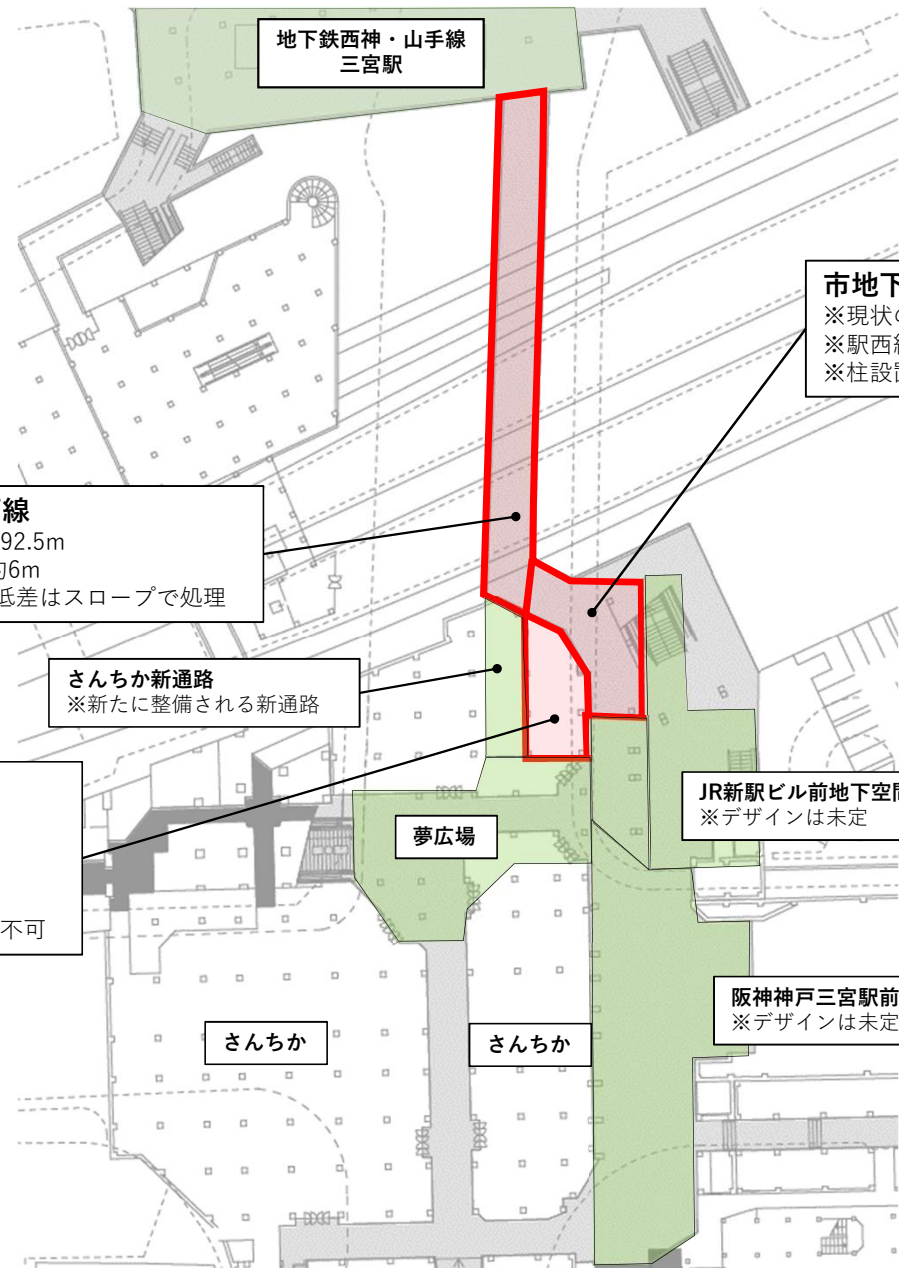 地下鉄西神・山手線
三宮駅
市地下
※現状
※駅西
※柱設
線
92.5m
約6m
低差はスロープで処理
さんちか新通路
※新たに整備される新通路
JR新駅ビル前地下空間
※デザインは未定
夢広場
不可
阪神神戸三宮駅前
※デザインは未定
さんちか
さんちか